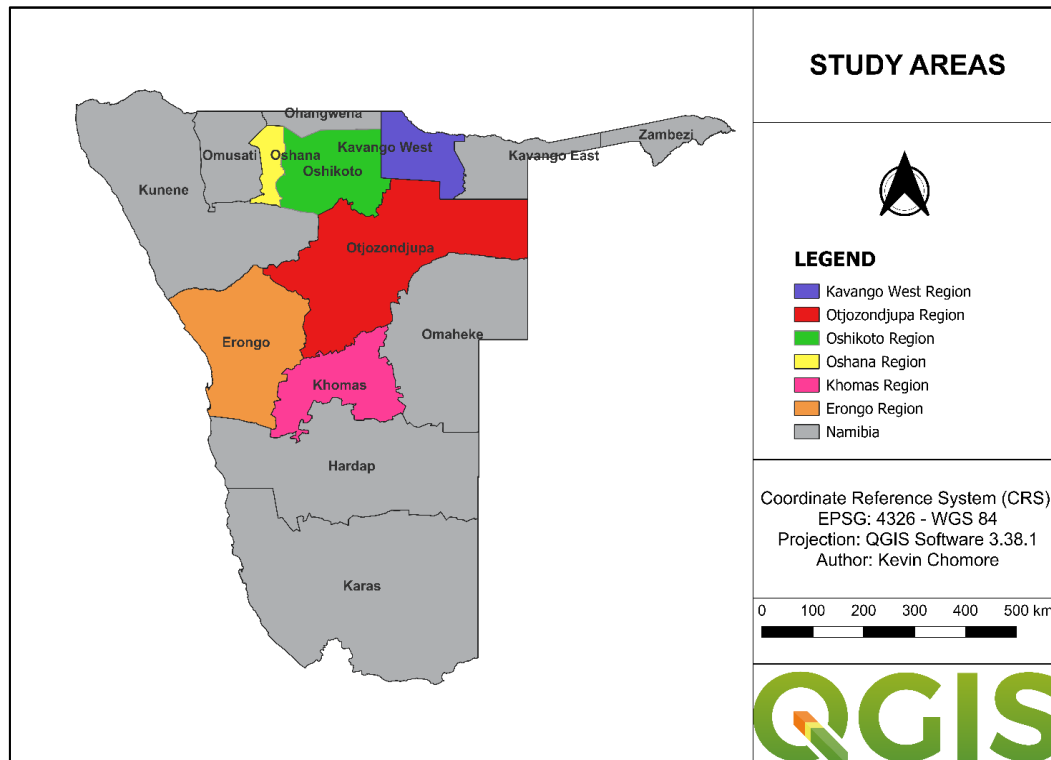 STUDY AREAS
Ohangwena
Zambezi
Omusati
Oshana
Kavango West
Kavango East
Oshikoto
Kunene
Otjozondjupa
Omaheke
Erongo
Khomas
Hardap
Karas
LEGEND
Kavango West Region
Otjozondjupa Region
Oshikoto Region
Oshana Region
Khomas Region
Erongo Region
Namibia
Coordinate Reference System (CRS)
EPSG: 4326 - WGS 84
Projection: QGIS Software 3.38.1
Author: Kevin Chomore
0 100 200 300 400 500 km
QGIS